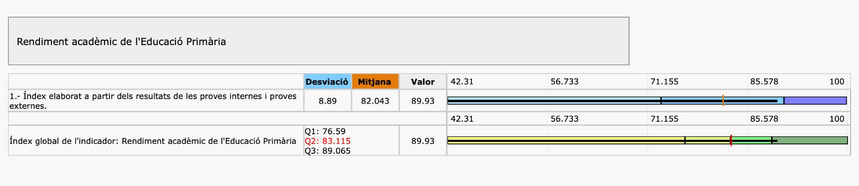 Rendiment acadèmic de l'Educació Primària
Desviació Mitjana Valor 42.31 56.733 71.155 85.578 100
1.- Índex elaborat a partir dels resultats de les proves internes i proves
externes. 8.89 82.043 89.93
42.31 56.733 71.155 85.578 100
Índex global de l'indicador: Rendiment acadèmic de l'Educació Primària
Q1: 76.59
Q2: 83.115
Q3: 89.065
89.93